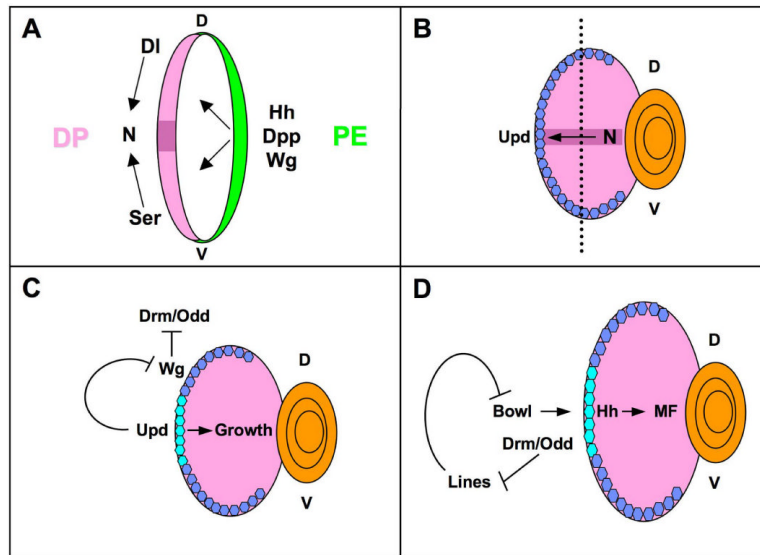 A
D
Dl
DP
N
Hh
Dpp
Wg
PE
Ser
V
B
D
Upd
N
V
C
Drm/Odd
Wg
D
Upd
Growth
V
D
D
Bowl
Hh
MF
Drm/Odd
Lines
V